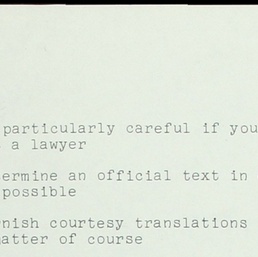 particularly careful if you
a lawyer
ermine an official text in
possible
nish courtesy translations
atter of course